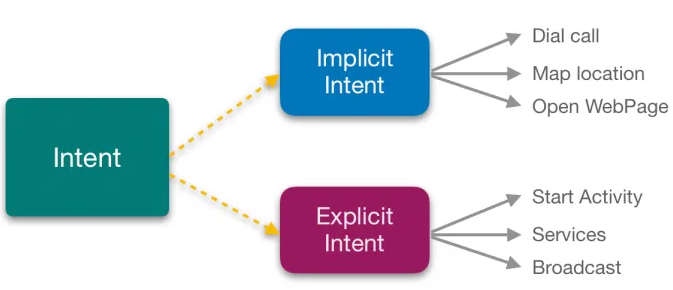 Intent
Implicit
Intent
Dial call
Map location
Open WebPage
Explicit
Intent
Start Activity
Services
Broadcast